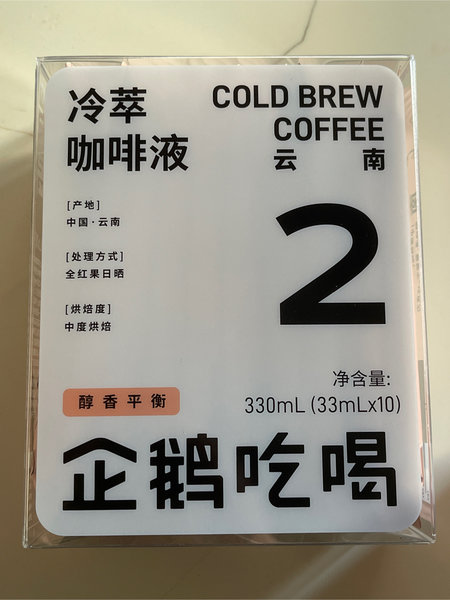 冷萃
咖啡液
COLD BREW
COFFEE
云南
[产地]
中国·云南
[处理方式]
全红果日晒
[烘焙度]
中度烘焙
2
净含量:
330mL (33mLx10)
醇香平衡
企鹅吃喝